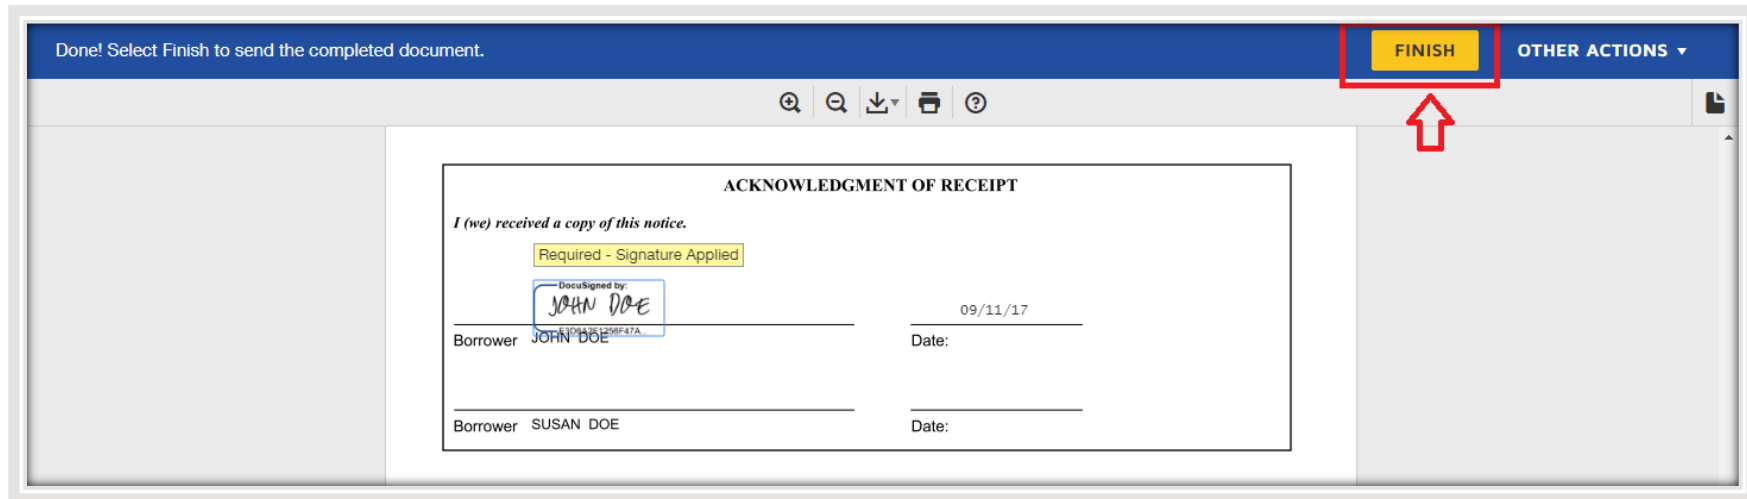 Done! Select Finish to send the completed document.
FINISH
OTHER ACTIONS
ACKNOWLEDGMENT OF RECEIPT
I (we) received a copy of this notice.
Required - Signature Applied
DocuSigned by:
JOHN DOE
09/11/17
E3D6A2E1256F47A...
Borrower JOHN DOE Date:
Borrower SUSAN DOE Date: